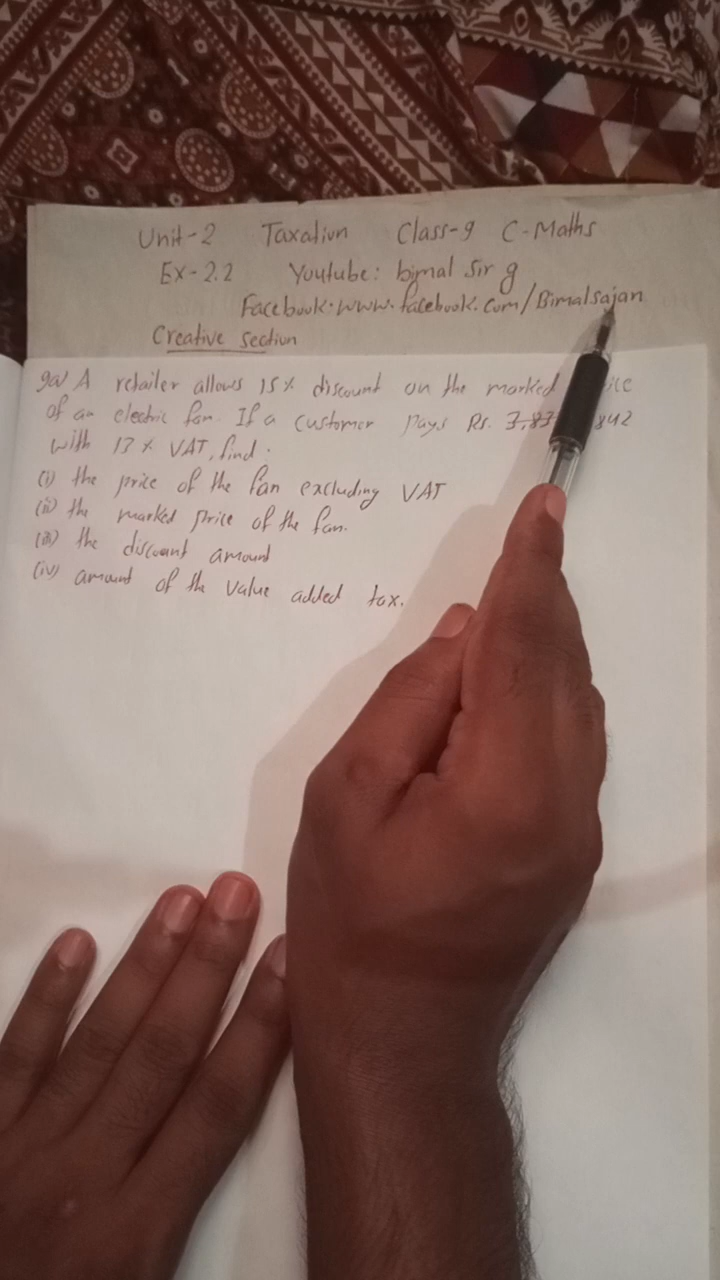 Unit-2 Taxation Class-9 C-Maths
Ex-2.2 Youtube: bimal sir g
Facebook:www.facebook.com/Bimalsajan
Creative section
9a) A retailer allows 15% discount on the marked
of an electric fan. If a customer pays Rs.
with 13% VAT, find:
(i) the price of the fan excluding VAT
(ii) the marked price of the fan.
(iii) the discount amount
(iv) amount of the value added tax.